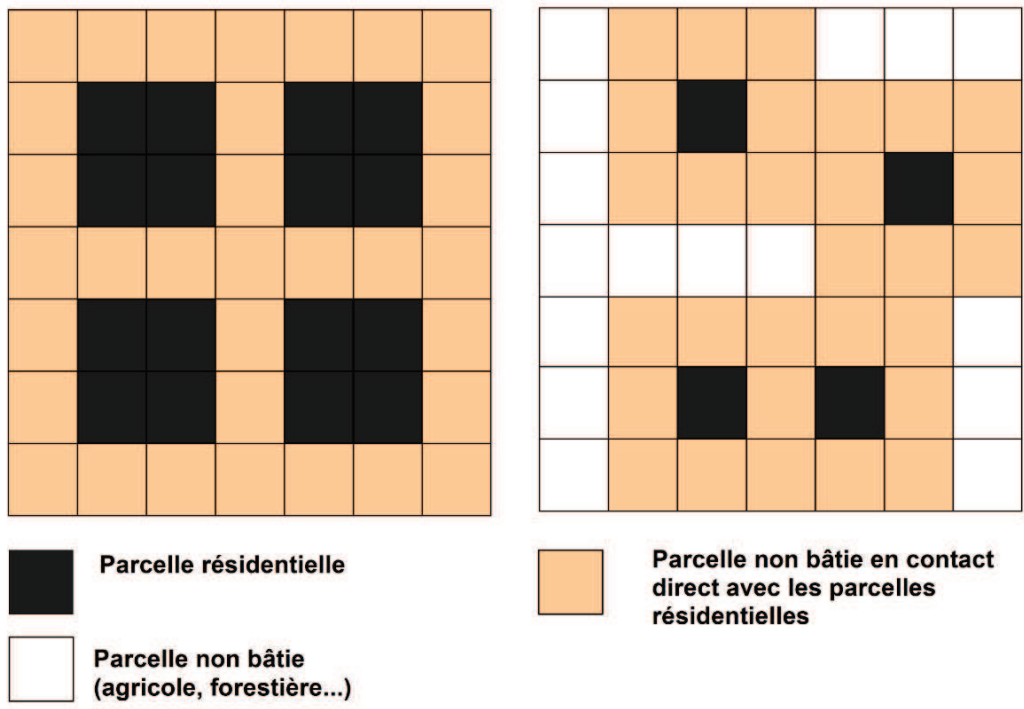 Parcelle résidentielle
Parcelle non bâtie
(agricole, forestière...)
Parcelle non bâtie en contact
direct avec les parcelles
résidentielles